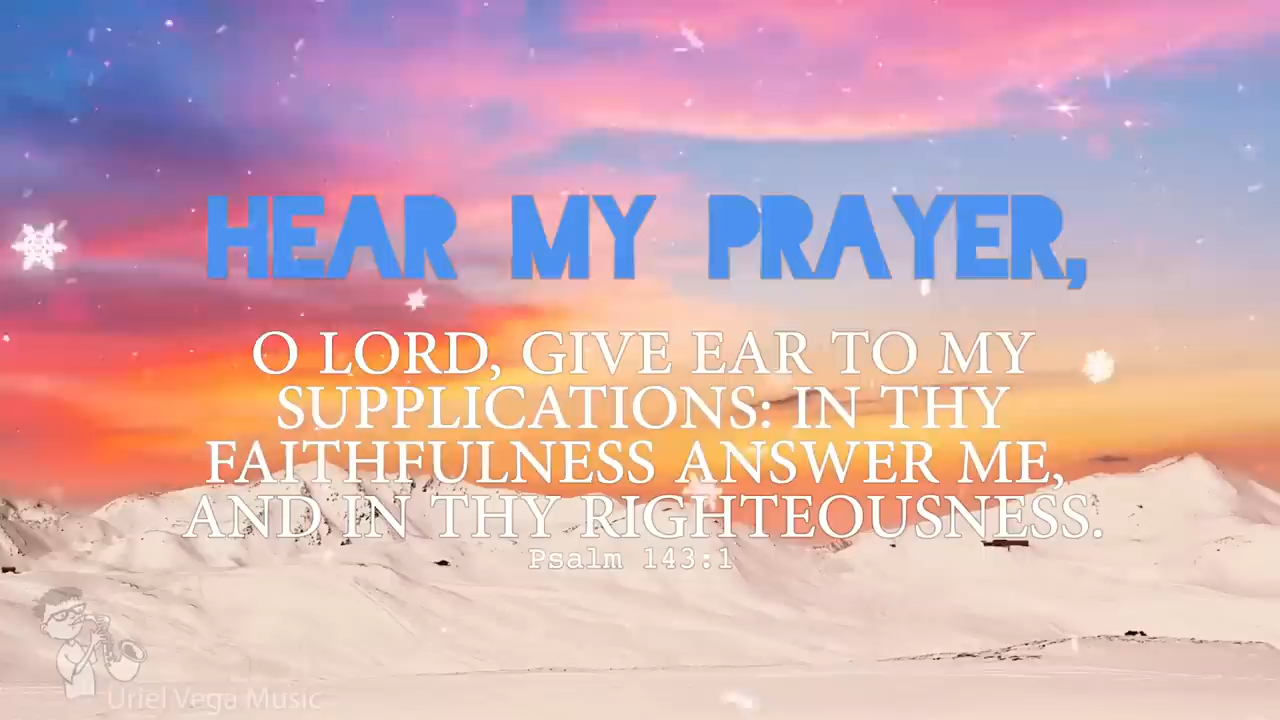 HEAR MY PRAYER,
O LORD, GIVE EAR TO MY
SUPPLICATIONS: IN THY
FAITHFULNESS ANSWER ME,
AND IN THY RIGHTEOUSNESS.
Psalm 143:1
Uriel Vega Music